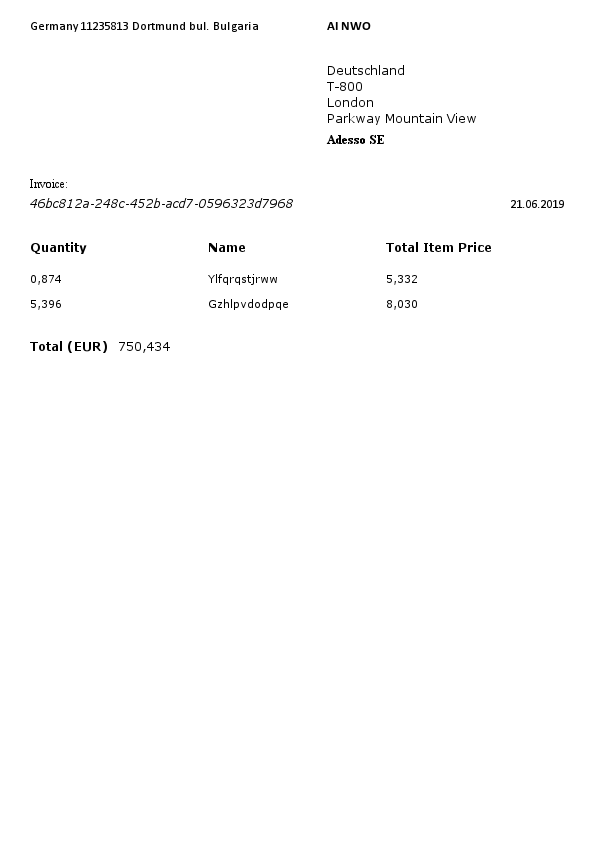 Germany 11235813 Dortmund bul. Bulgaria
AI NWO
Deutschland
T-800
London
Parkway Mountain View
Adesso SE
Invoice:
46bc812a-248c-452b-acd7-0596323d7968 21.06.2019
Quantity Name Total Item Price
0,874 Ylfqrqstjrww 5,332
5,396 Gzhlpvdodpqe 8,030
Total (EUR) 750,434